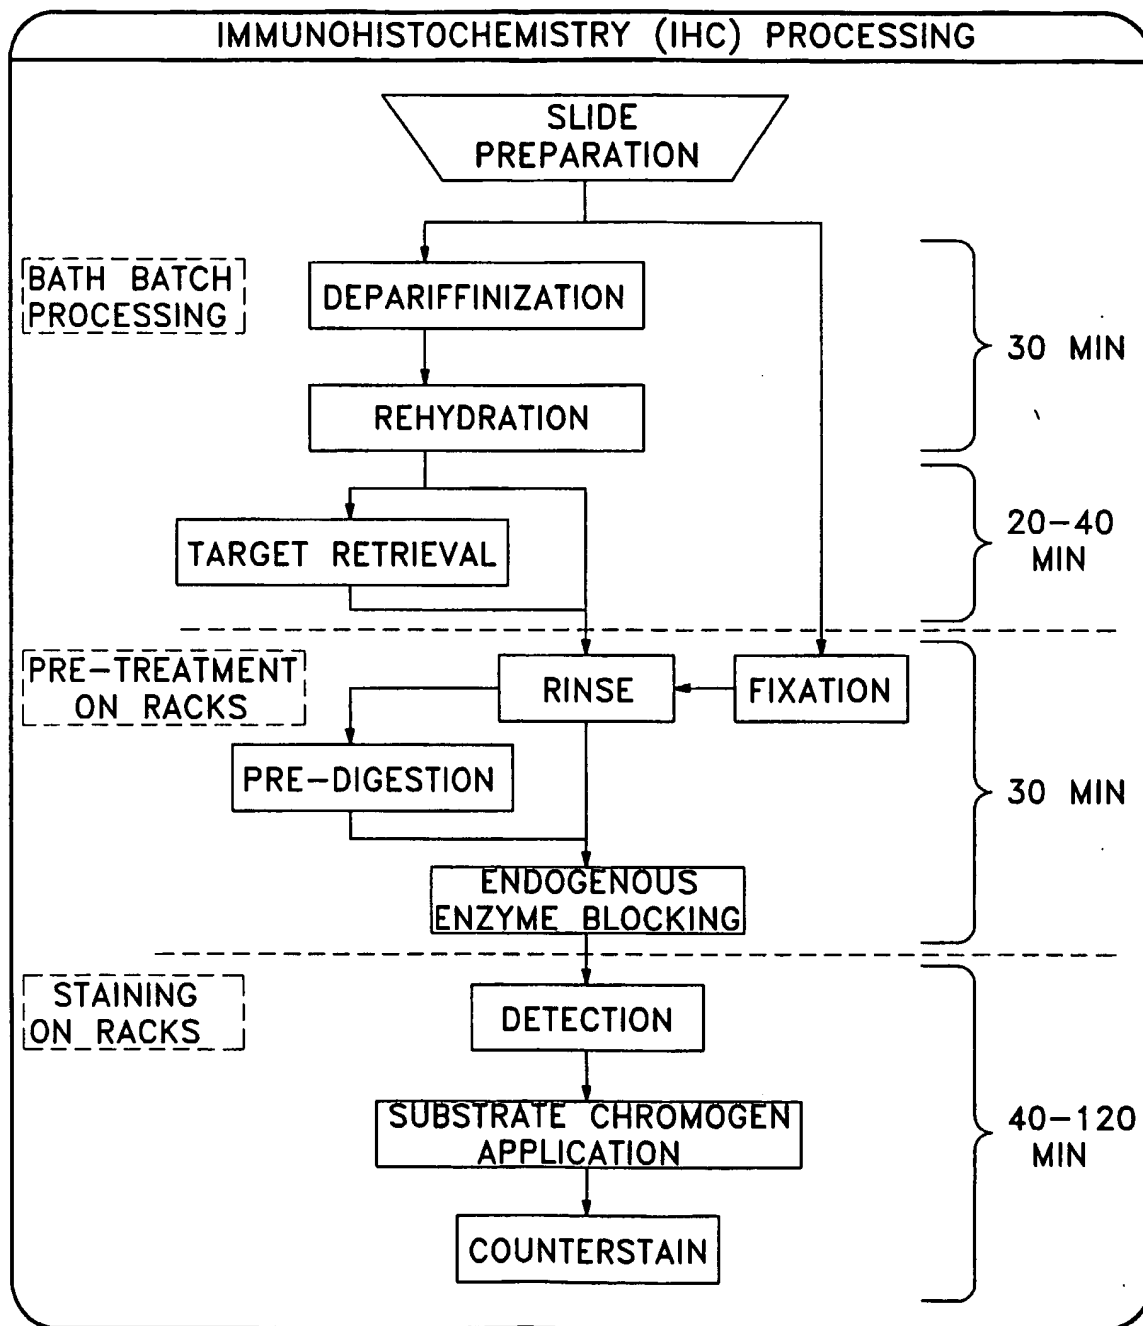 IMMUNOHISTOCHEMISTRY (IHC) PROCESSING
SLIDE
PREPARATION
BATH BATCH
PROCESSING
DEPARIFFINIZATION
30 MIN
REHYDRATION
TARGET RETRIEVAL
20-40
MIN
PRE-TREATMENT
ON RACKS
RINSE
FIXATION
PRE-DIGESTION
30 MIN
ENDOGENOUS
ENZYME BLOCKING
STAINING
ON RACKS
DETECTION
SUBSTRATE CHROMOGEN
APPLICATION
40-120
MIN
COUNTERSTAIN